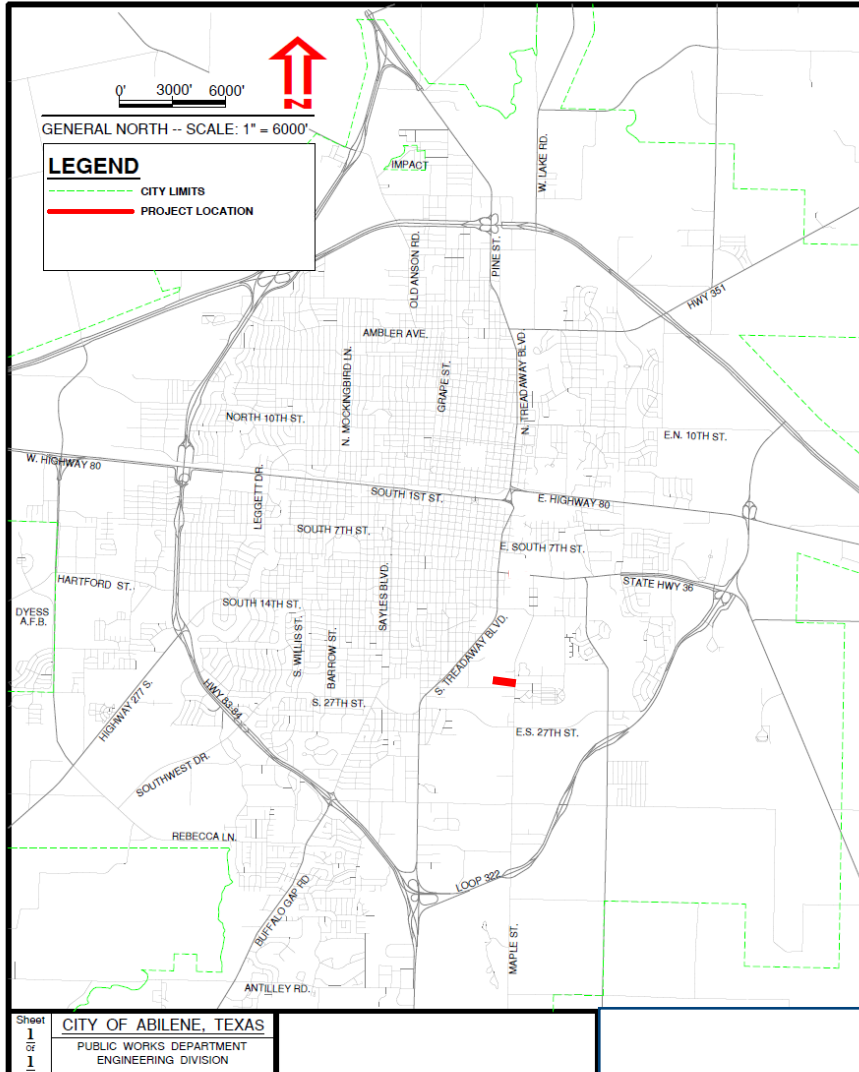 0' 3000' 6000'
N
GENERAL NORTH -- SCALE: 1" = 6000'
LEGEND
CITY LIMITS
PROJECT LOCATION
IMPACT
W. LAKE RD.
OLD ANSON RD.
PINE ST.
HWY 351
AMBLER AVE.
N. MOCKINGBIRD LN.
GRAPE ST.
N. TREADAWAY BLVD.
NORTH 10TH ST.
E.N. 10TH ST.
W. HIGHWAY 80
LEGGETT DR.
SOUTH 1ST ST.
E. HIGHWAY 80
SOUTH 7TH ST.
E. SOUTH 7TH ST.
HARTFORD ST.
STATE HWY 36
DYESS
A.F.B.
SOUTH 14TH ST.
SAYLES BLVD.
S. WILLIS ST.
BARROW ST.
S. TREADAWAY BLVD.
HIGHWAY 277 S.
HWY 83-84
S. 27TH ST.
E.S. 27TH ST.
SOUTHWEST DR.
REBECCA LN.
BUFFALO GAP RD.
LOOP 322
MAPLE ST.
ANTILLEY RD.
Sheet
1
OF
1
CITY OF ABILENE, TEXAS
PUBLIC WORKS DEPARTMENT
ENGINEERING DIVISION